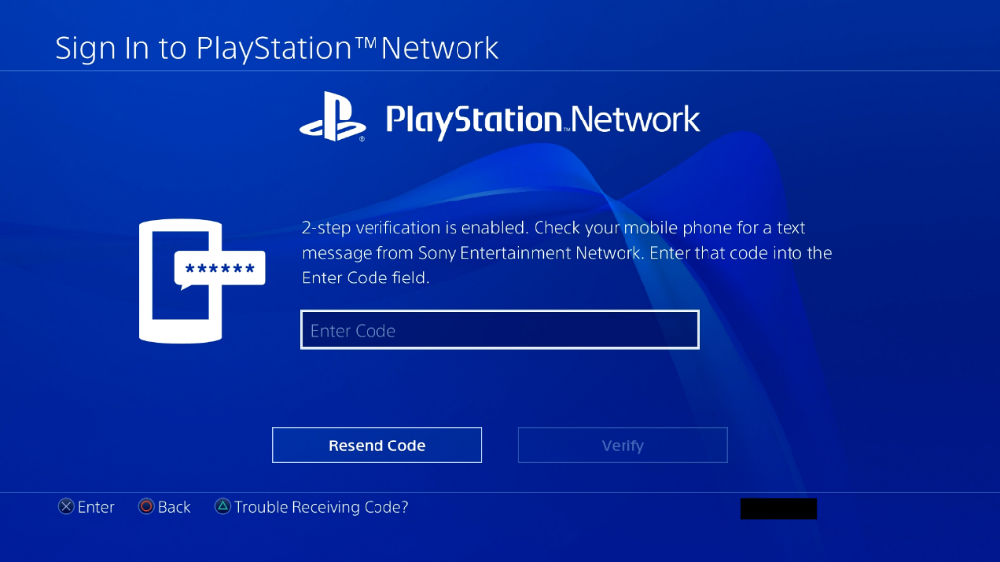 Sign In to PlayStation™Network
PlayStation™Network
2-step verification is enabled. Check your mobile phone for a text
message from Sony Entertainment Network. Enter that code into the
Enter Code field.
******
Enter Code
Resend Code
Verify
Enter
Back
Trouble Receiving Code?